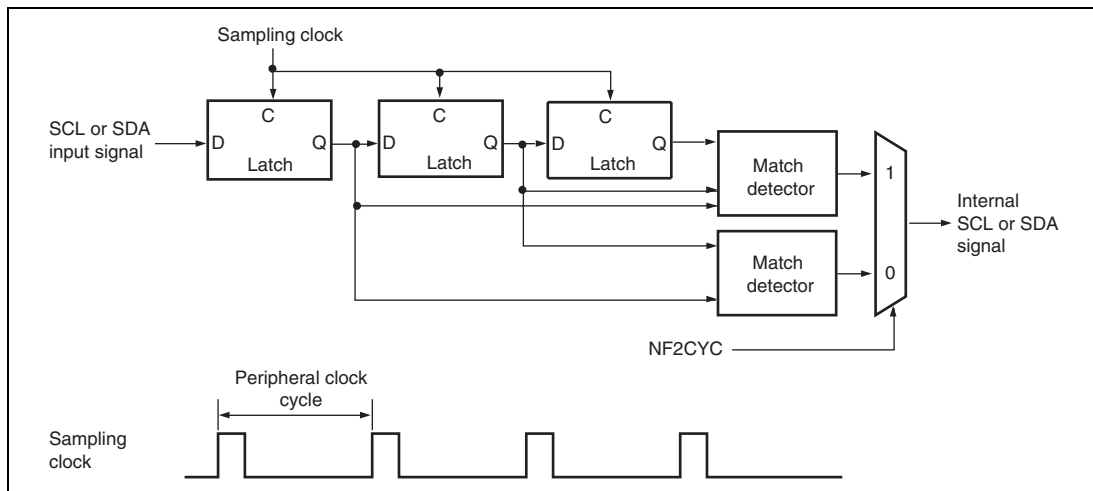 Sampling clock
SCL or SDA
input signal
C
D
Q
Latch
C
D
Q
Latch
C
D
Q
Latch
Match
detector
1
Internal
SCL or SDA
signal
Match
detector
0
NF2CYC
Peripheral clock
cycle
Sampling
clock